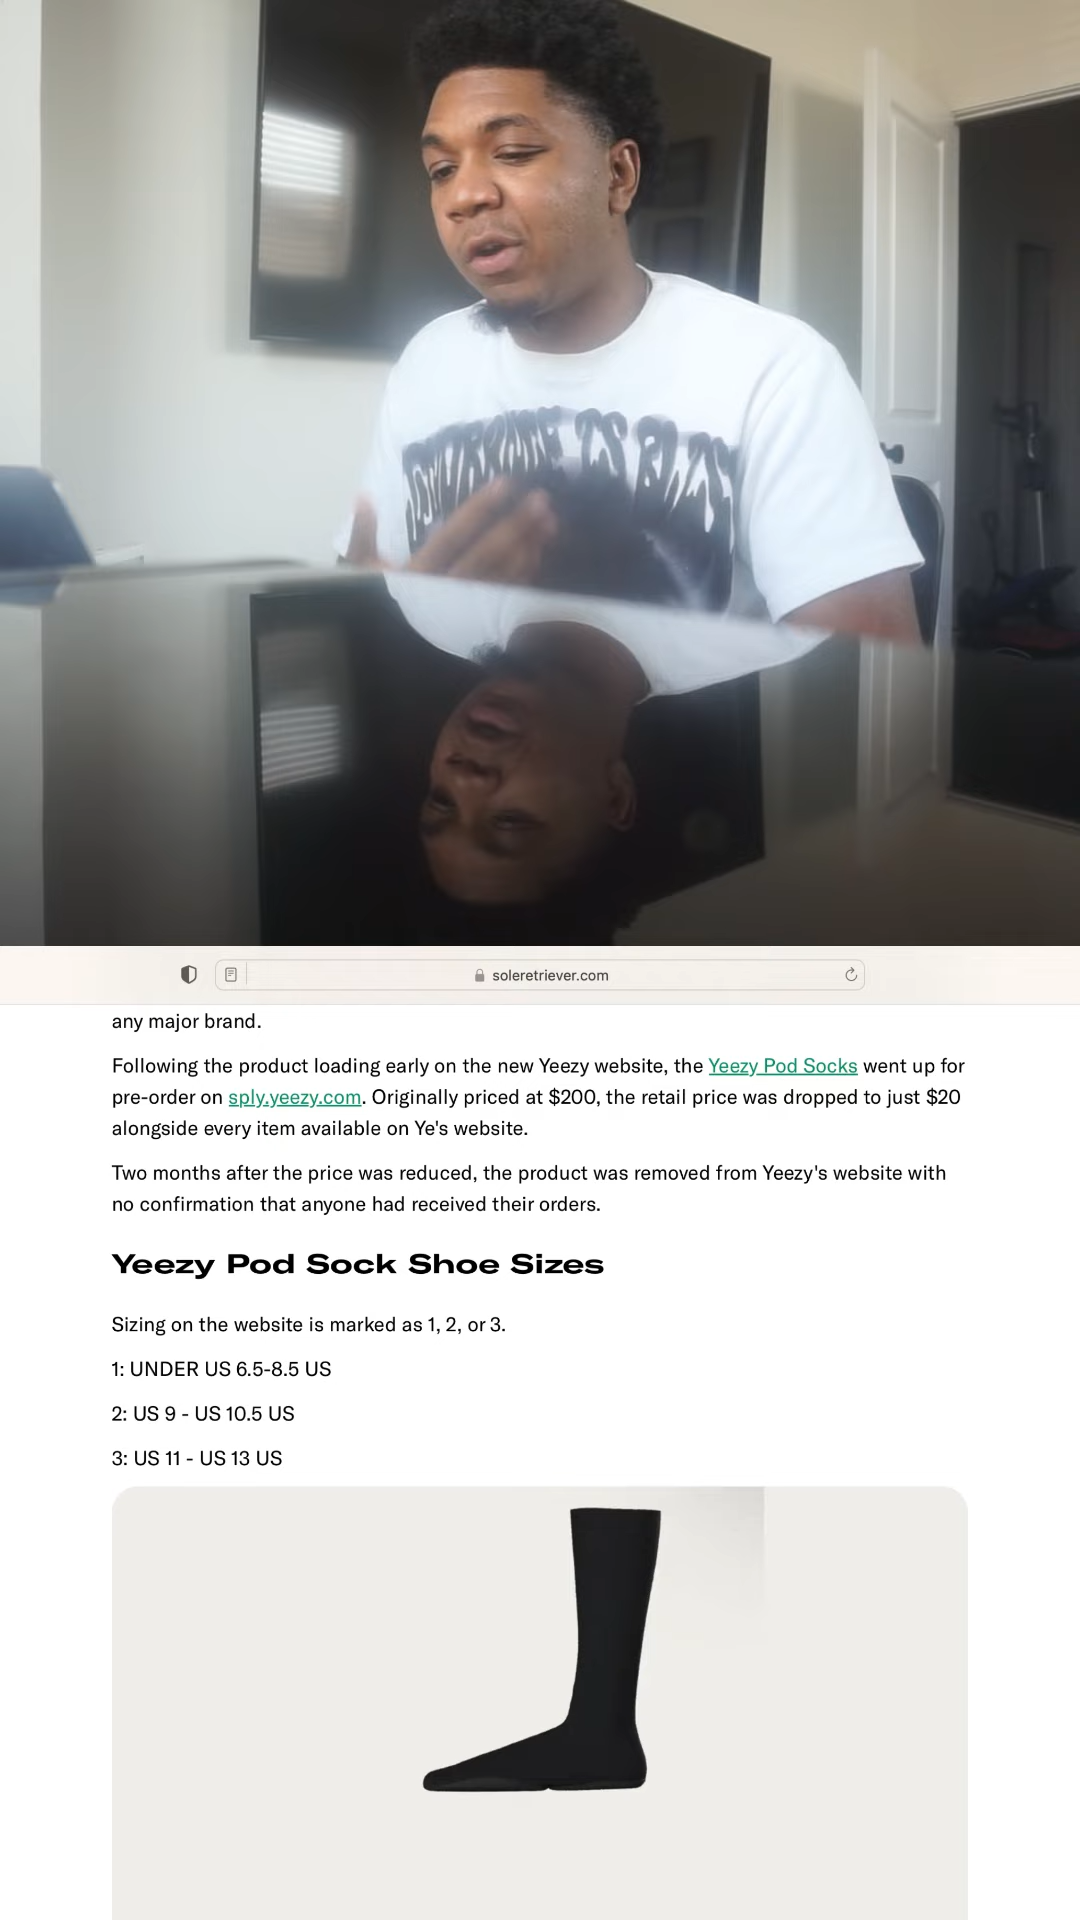 IS
soleretriever.com
any major brand.
Following the product loading early on the new Yeezy website, the Yeezy Pod Socks went up for
pre-order on sply.yeezy.com. Originally priced at $200, the retail price was dropped to just $20
alongside every item available on Ye's website.
Two months after the price was reduced, the product was removed from Yeezy's website with
no confirmation that anyone had received their orders.
Yeezy Pod Sock Shoe Sizes
Sizing on the website is marked as 1, 2, or 3.
1: UNDER US 6.5-8.5 US
2: US 9 - US 10.5 US
3: US 11 - US 13 US